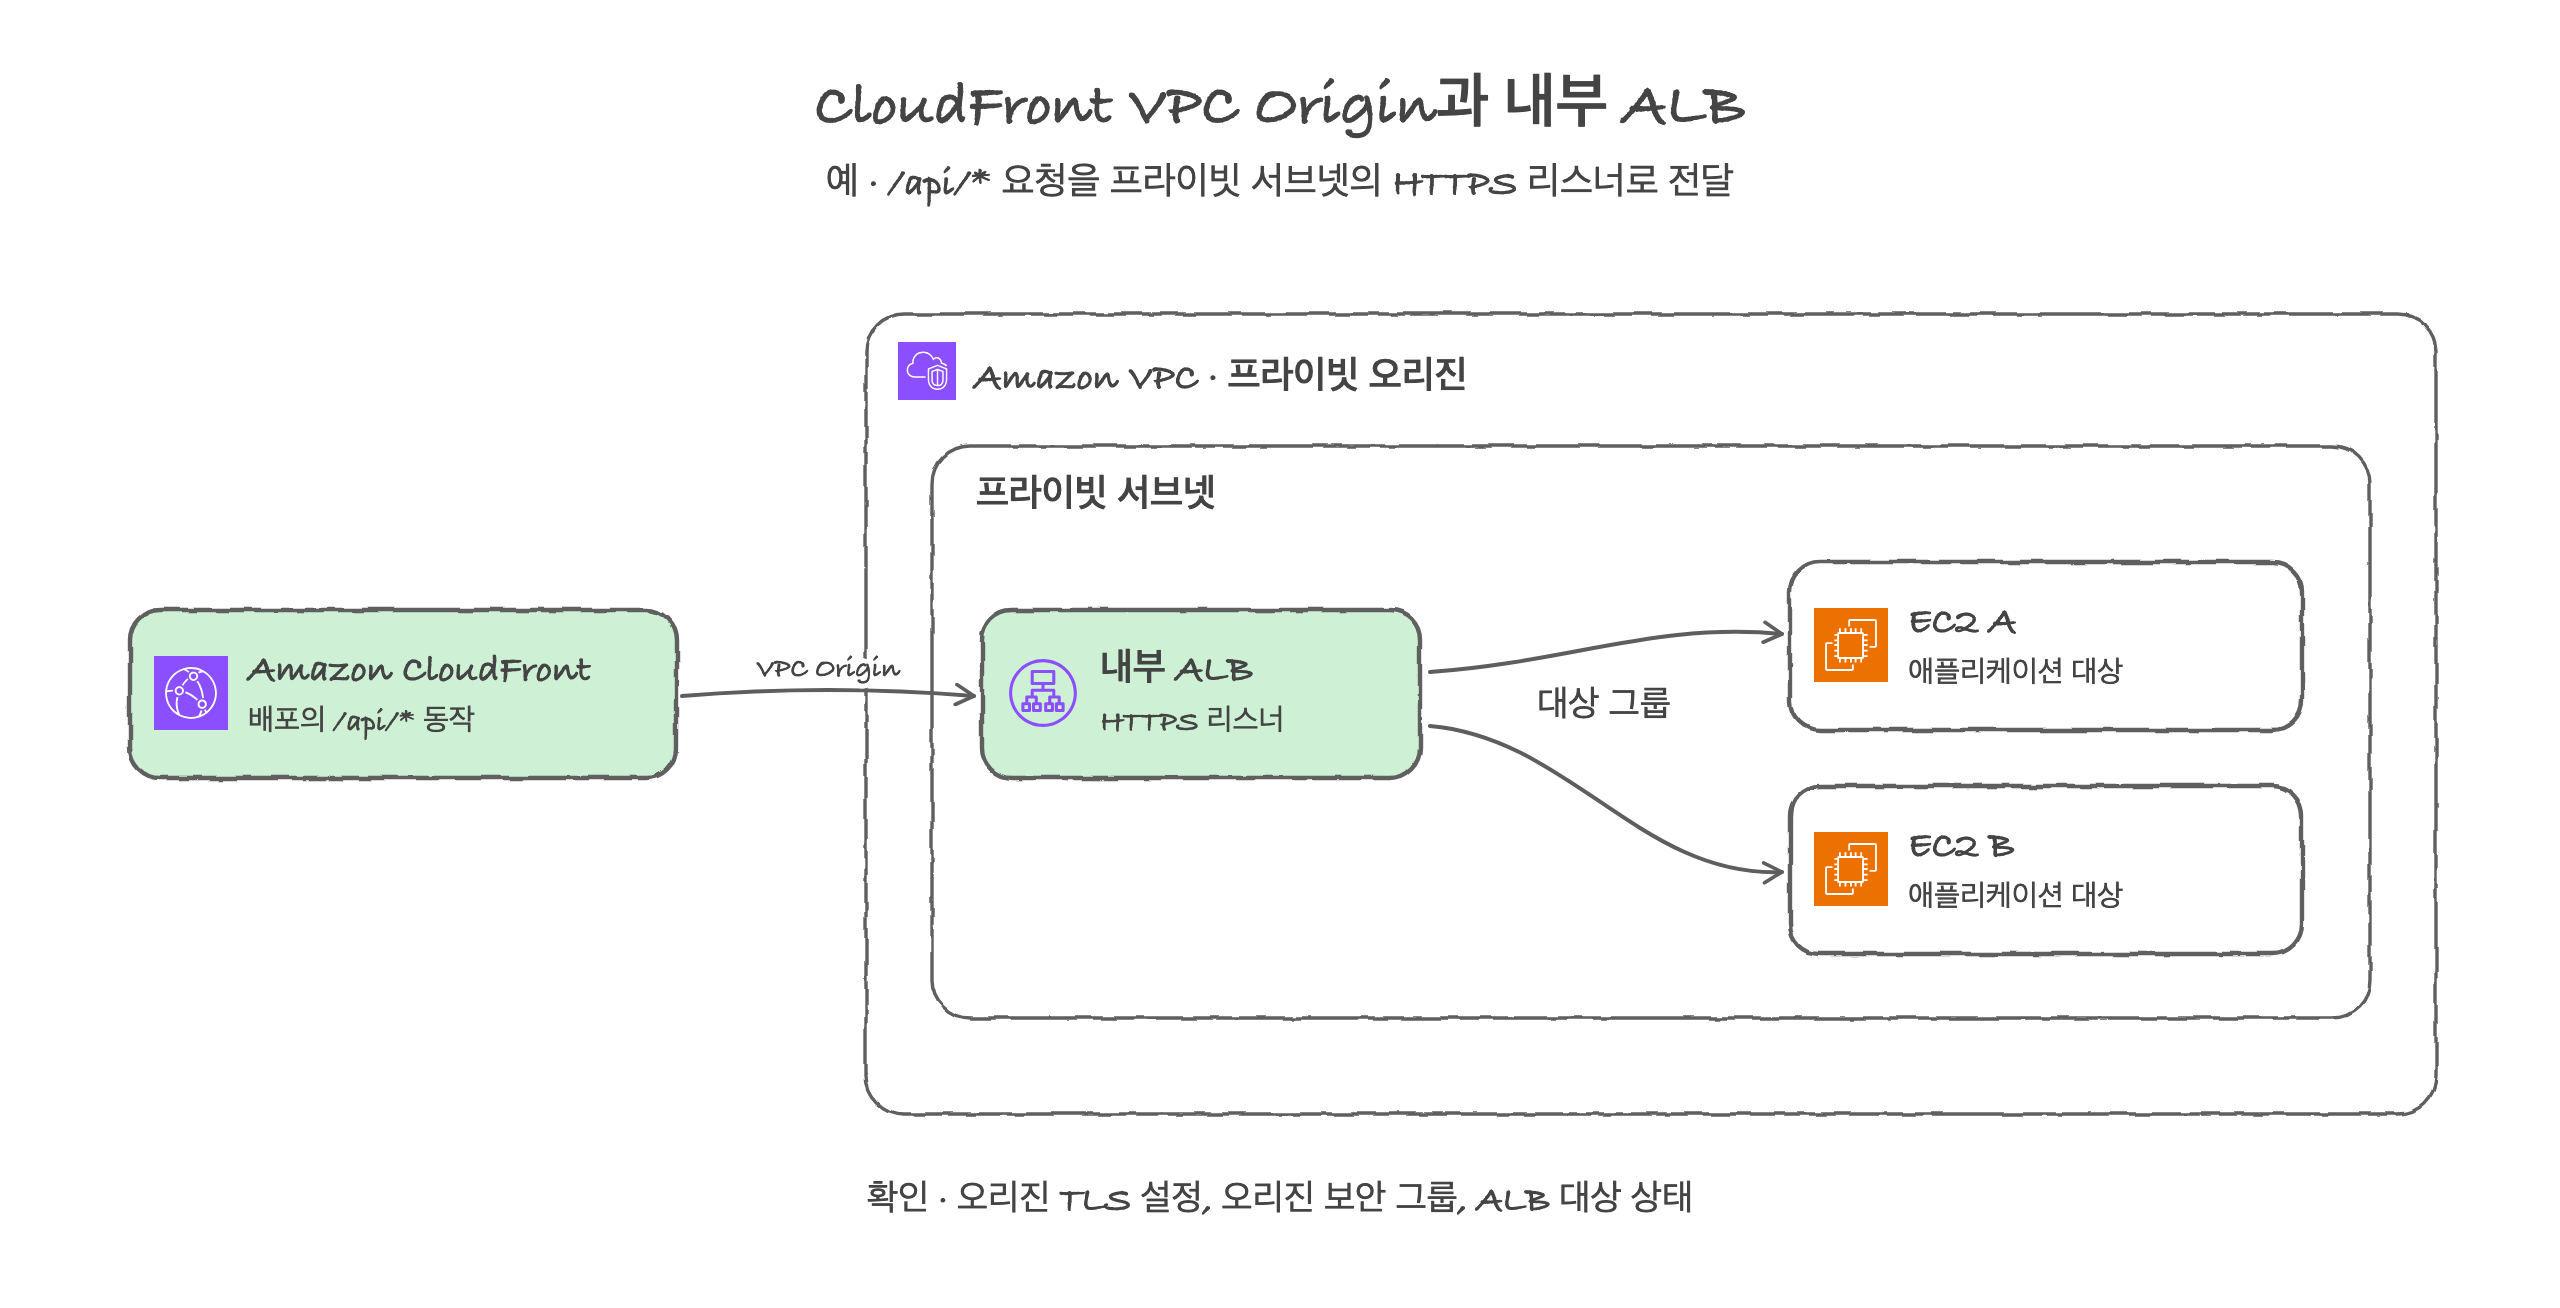 CloudFront VPC Origin과 내부 ALB
예 · /api/* 요청을 프라이빗 서브넷의 HTTPS 리스너로 전달
Amazon VPC · 프라이빗 오리진
프라이빗 서브넷
Amazon CloudFront
배포의 /api/* 동작
VPC Origin
내부 ALB
HTTPS 리스너
대상 그룹
EC2 A
애플리케이션 대상
EC2 B
애플리케이션 대상
확인 · 오리진 TLS 설정, 오리진 보안 그룹, ALB 대상 상태